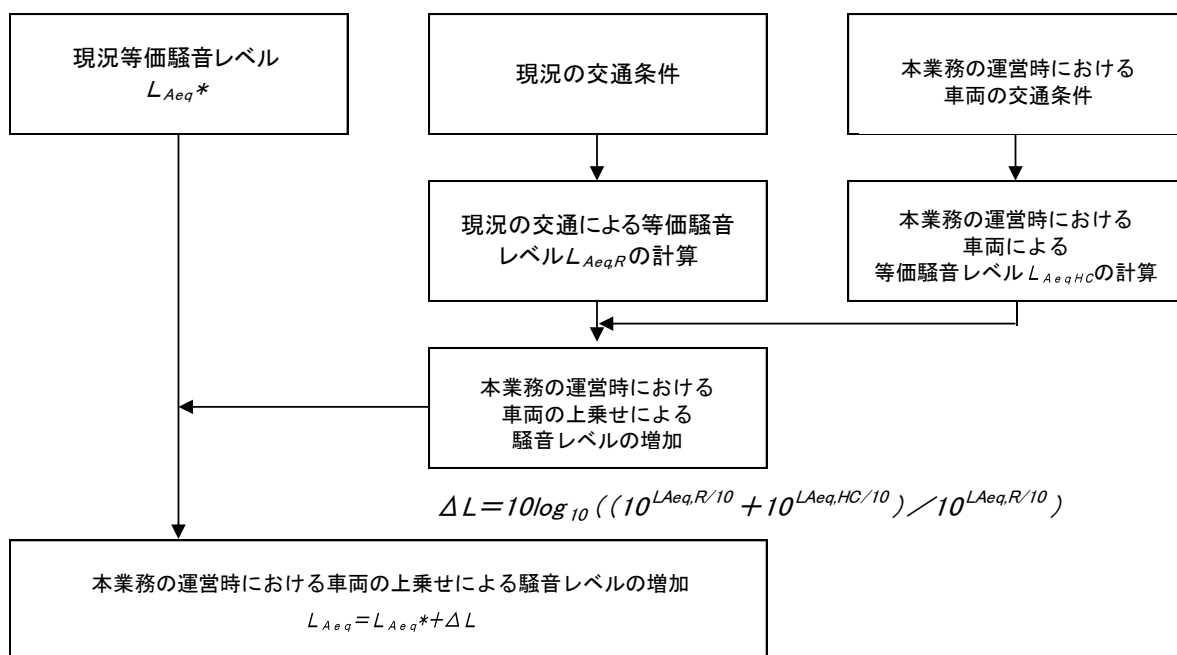 現況等価騒音レベル
LAeq*
現況の交通条件
本業務の運営時における
車両の交通条件
現況の交通による等価騒音
レベルLAeq,Rの計算
本業務の運営時における
車両による
等価騒音レベルLAeqHCの計算
本業務の運営時における
車両の上乗せによる
騒音レベルの増加
ΔL=10log10((10^LAeq,R/10+10^LAeq,HC/10)/10^LAeq,R/10)
本業務の運営時における車両の上乗せによる騒音レベルの増加
LAeq=LAeq*+ΔL